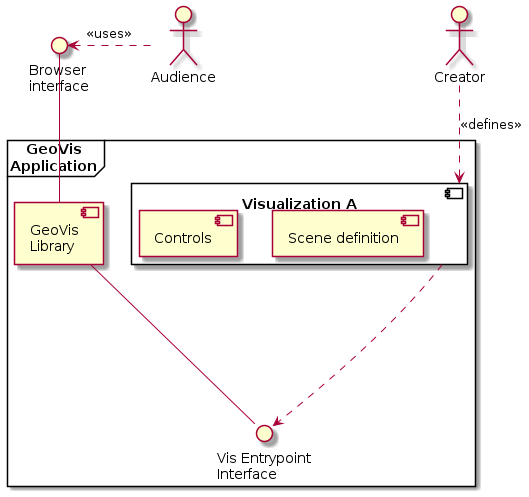 «uses»
Browser
interface
Audience
Creator
«defines»
GeoVis
Application
Visualization A
GeoVis
Library
Controls
Scene definition
Vis Entrypoint
Interface